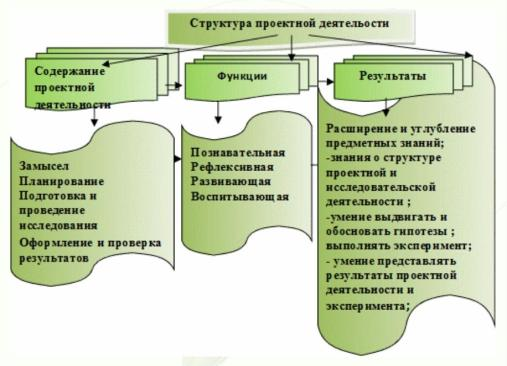 Структура проектной деятельости
Содержание
проектной
деятельности
Функции
Результаты
Замысел
Планирование
Подготовка и
проведение
исследования
Оформление и проверка
результатов
Познавательная
Рефлексивная
Развивающая
Воспитывающая
Расширение и углубление
предметных знаний;
-знания о структуре
проектной и
исследовательской
деятельности ;
-умение выдвигать и
обосновать гипотезы ;
выполнять эксперимент;
- умение представлять
результаты проектной
деятельности и
эксперимента;